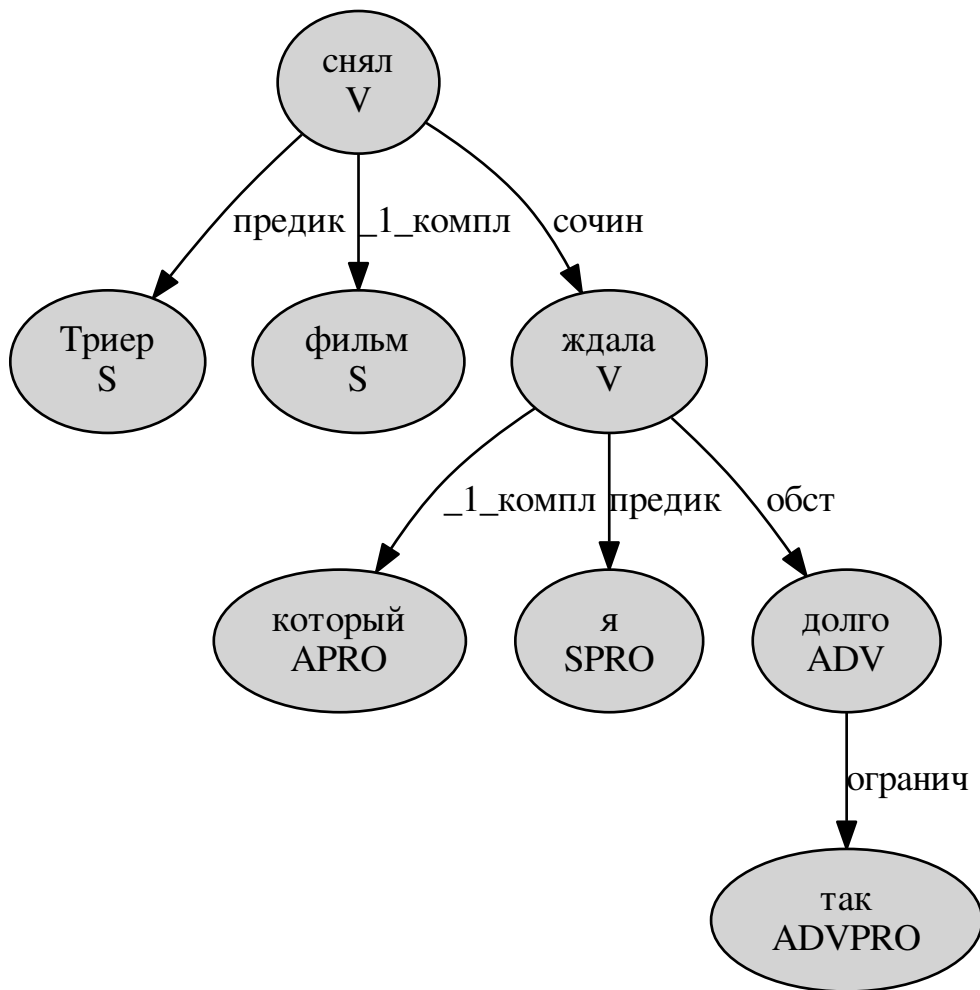 снял
V
предик
_1_компл
сочин
Триер
S
фильм
S
ждала
V
_1_компл
предик
обст
который
APRO
я
SPRO
долго
ADV
огранич
так
ADVPRO